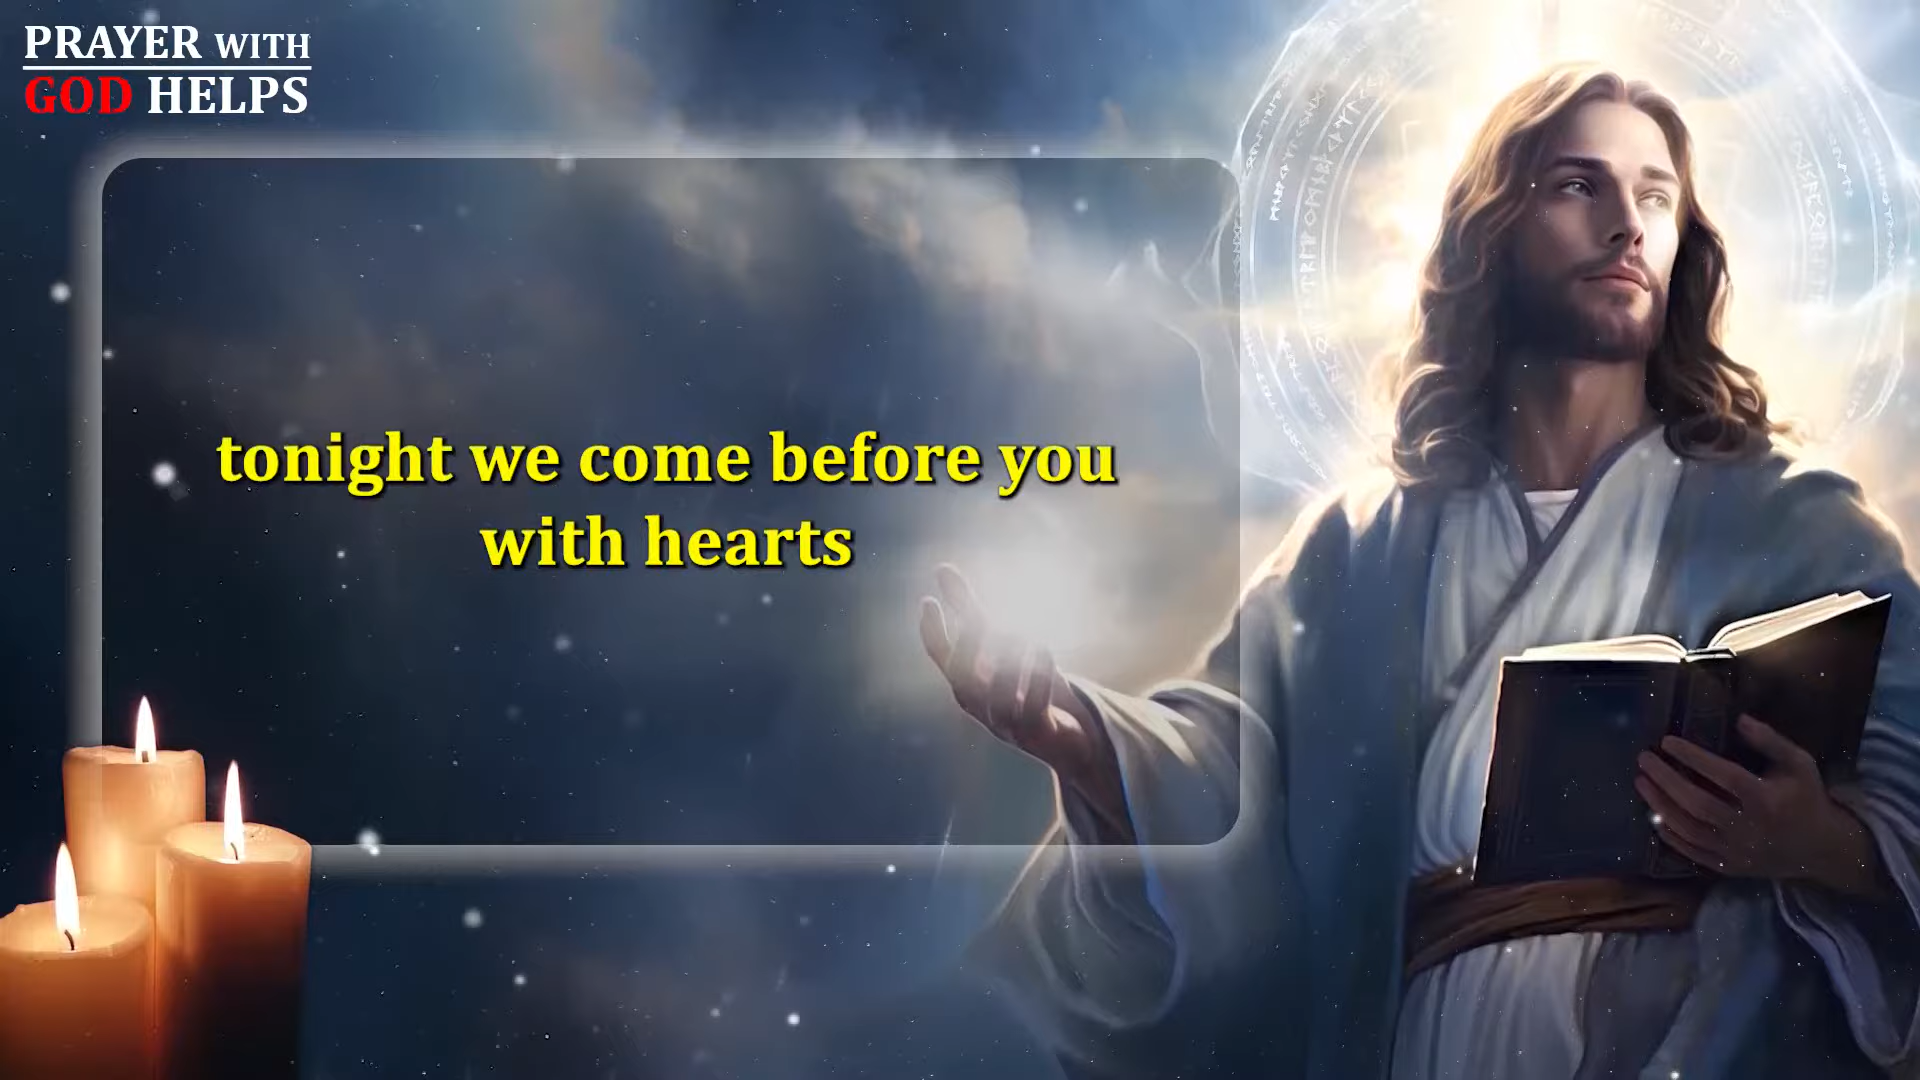 PRAYER WITH
GOD HELPS
tonight we come before you
with hearts